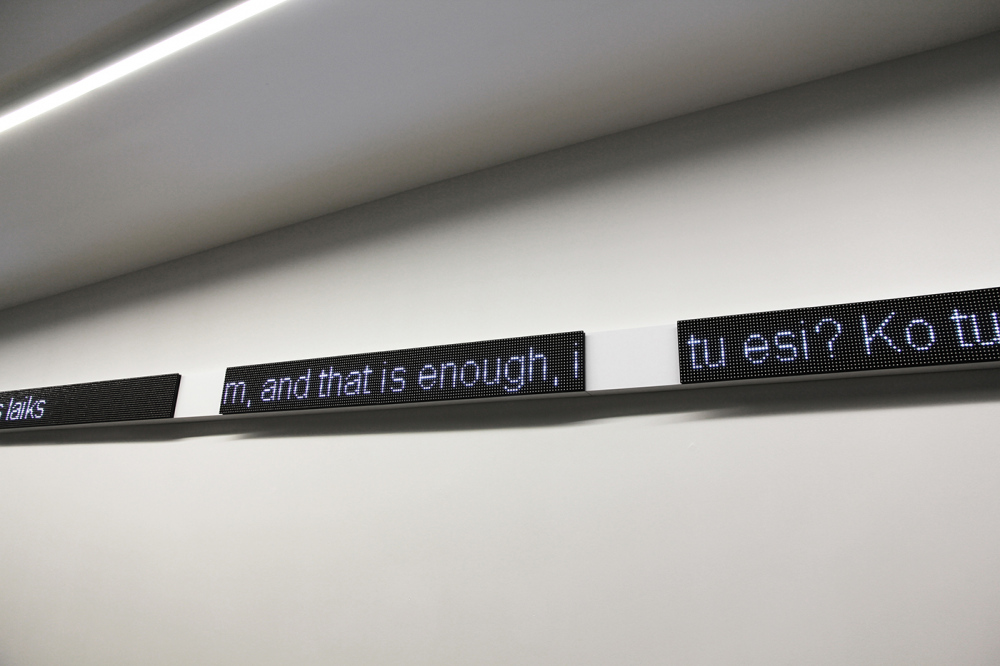 s laiks
m, and that is enough, i
tu esi? Ko tu